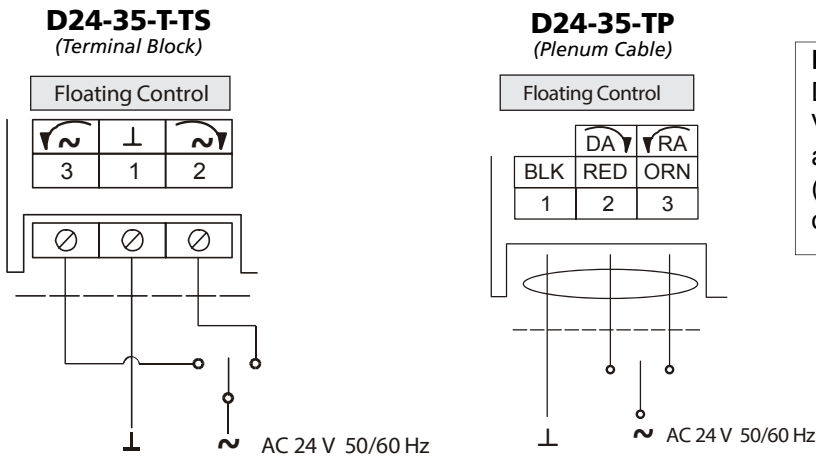 D24-35-T-TS
(Terminal Block)
Floating Control
~ ⊥ ~
3 1 2
⊥ ~ AC 24 V 50/60 Hz
D24-35-TP
(Plenum Cable)
Floating Control
DA RA
BLK RED ORN
1 2 3
⊥ ~ AC 24 V 50/60 Hz